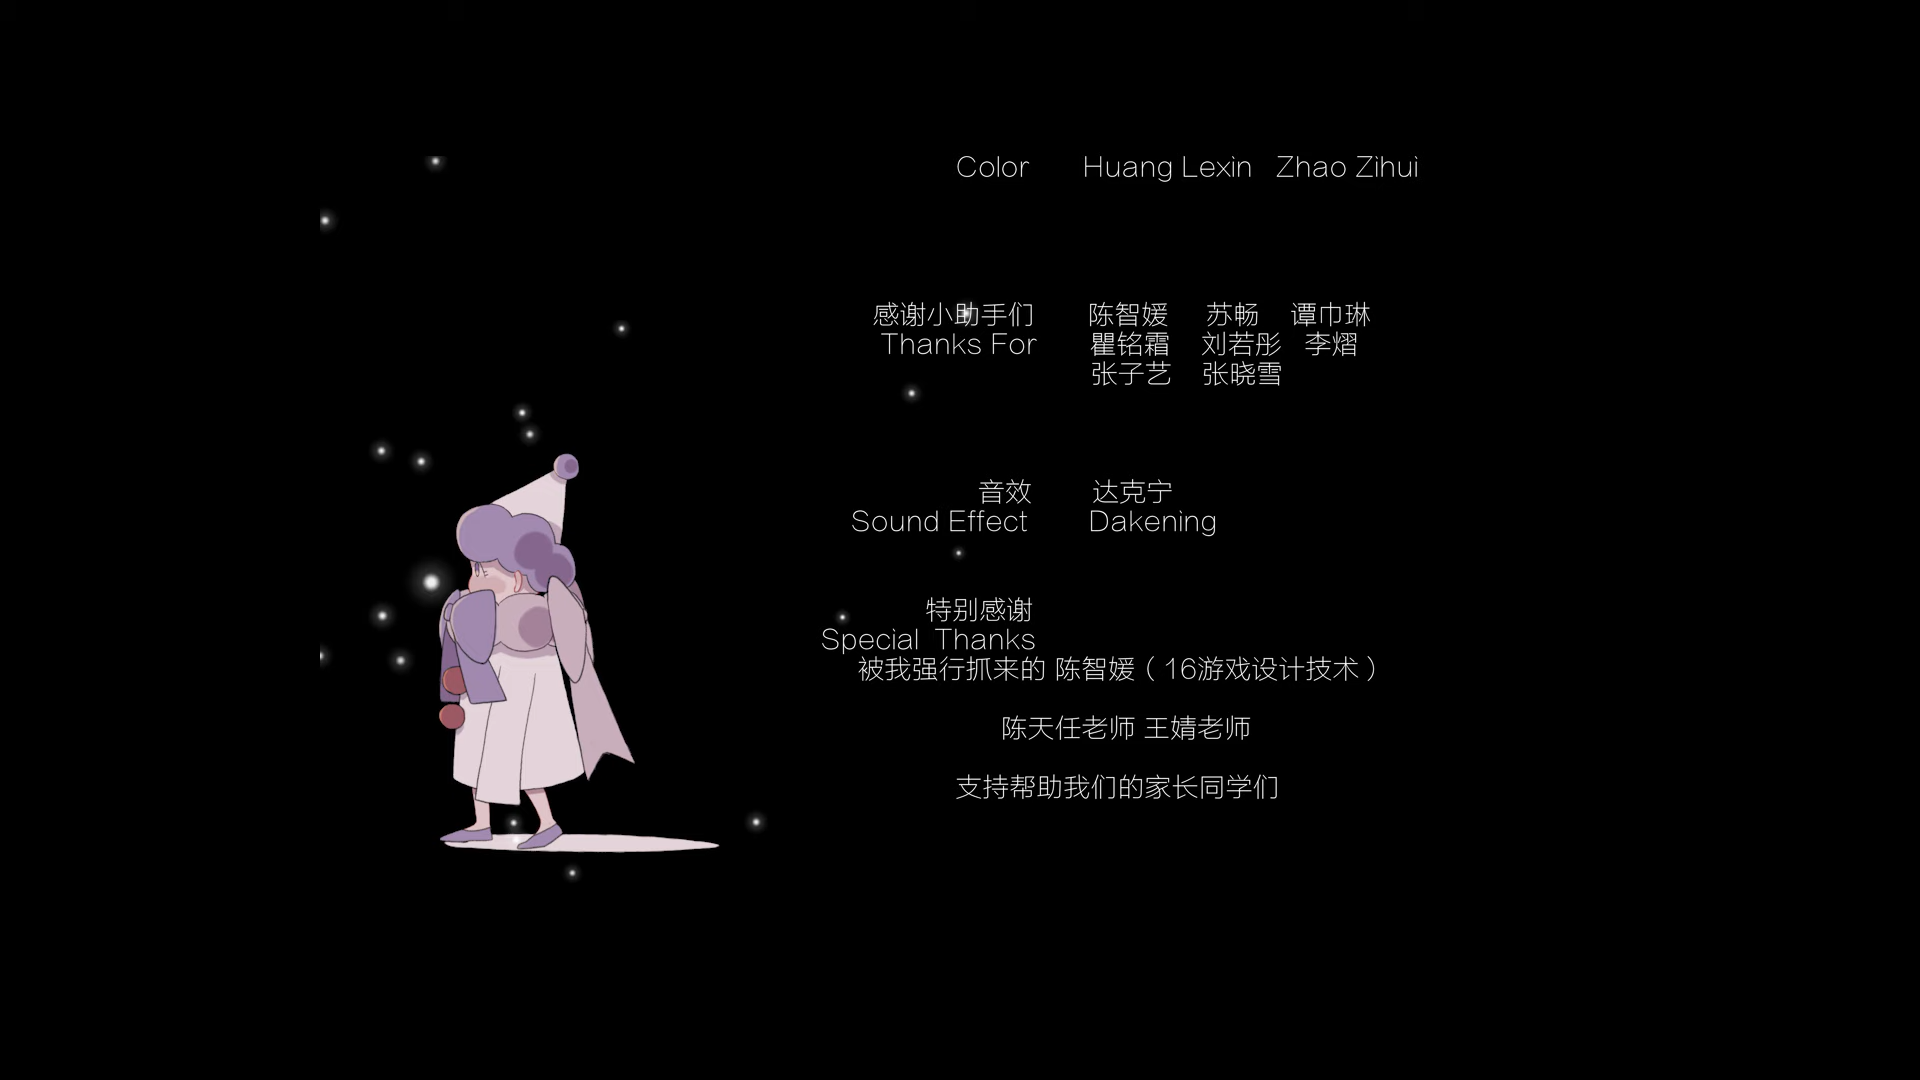 Color Huang Lexin Zhao Zihui
感谢小助手们 陈智媛 苏畅 谭巾琳
Thanks For 瞿铭霜 刘若彤 李熠
张子艺 张晓雪
音效 达克宁
Sound Effect Dakening
特别感谢
Special Thanks
被我强行抓来的 陈智媛（16游戏设计技术）
陈天任老师 王婧老师
支持帮助我们的家长同学们